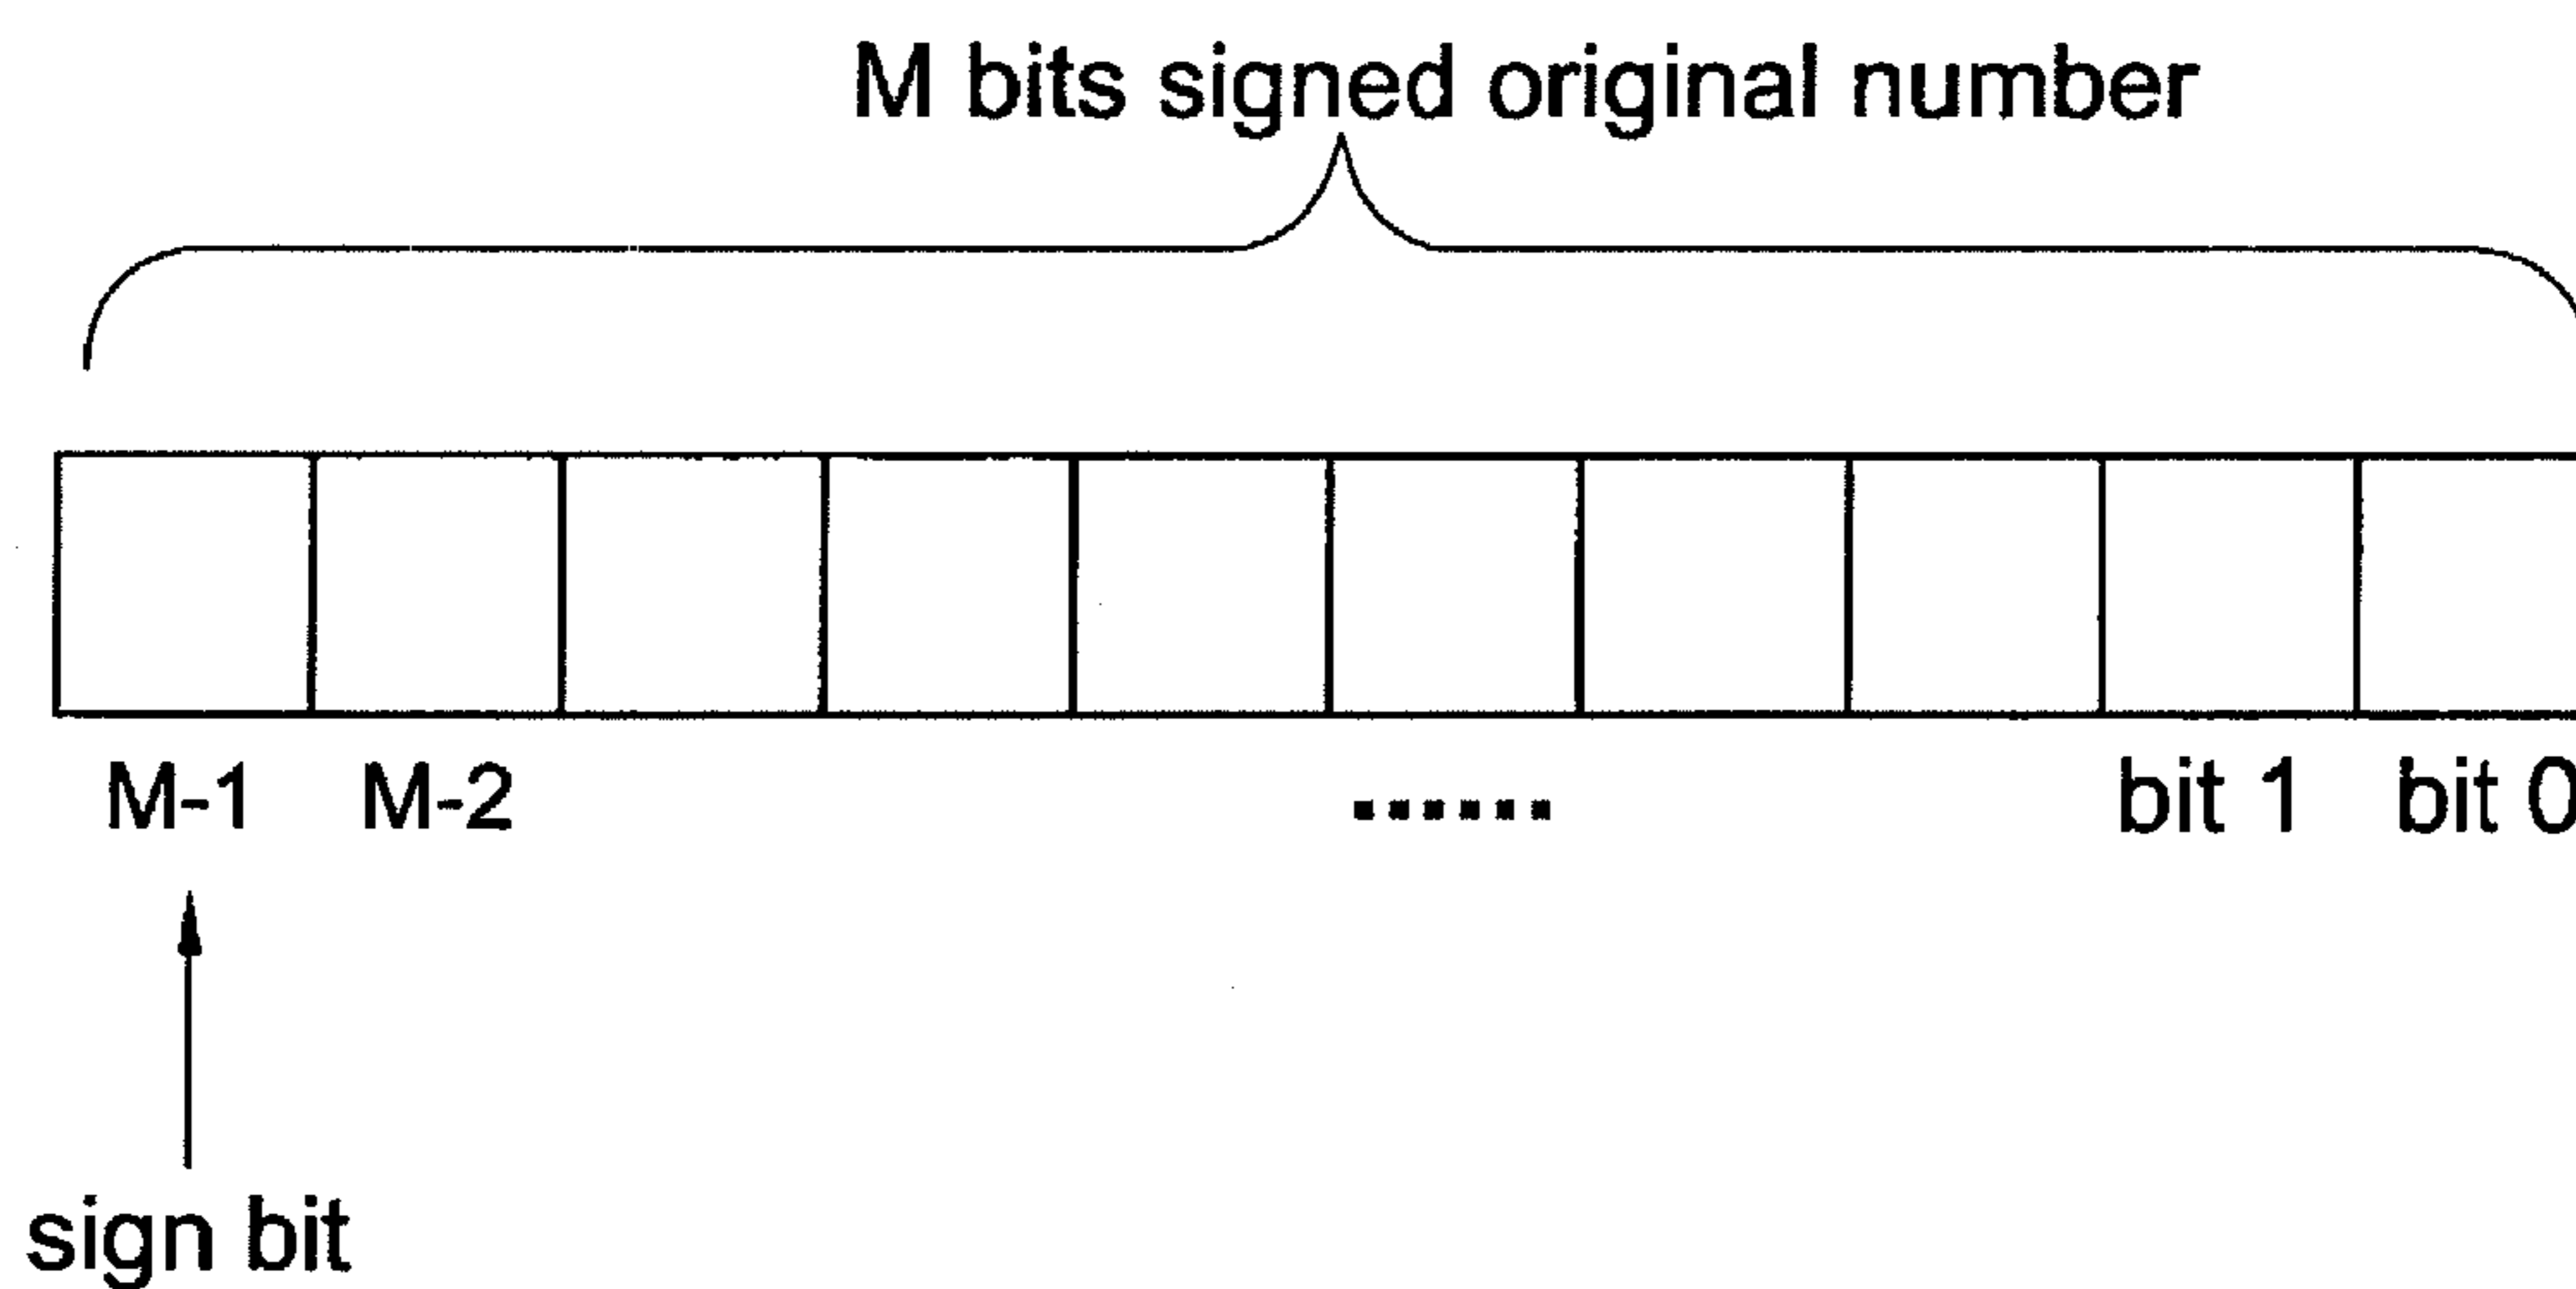 M bits signed original number
M-1 M-2 ...... bit 1 bit 0
sign bit